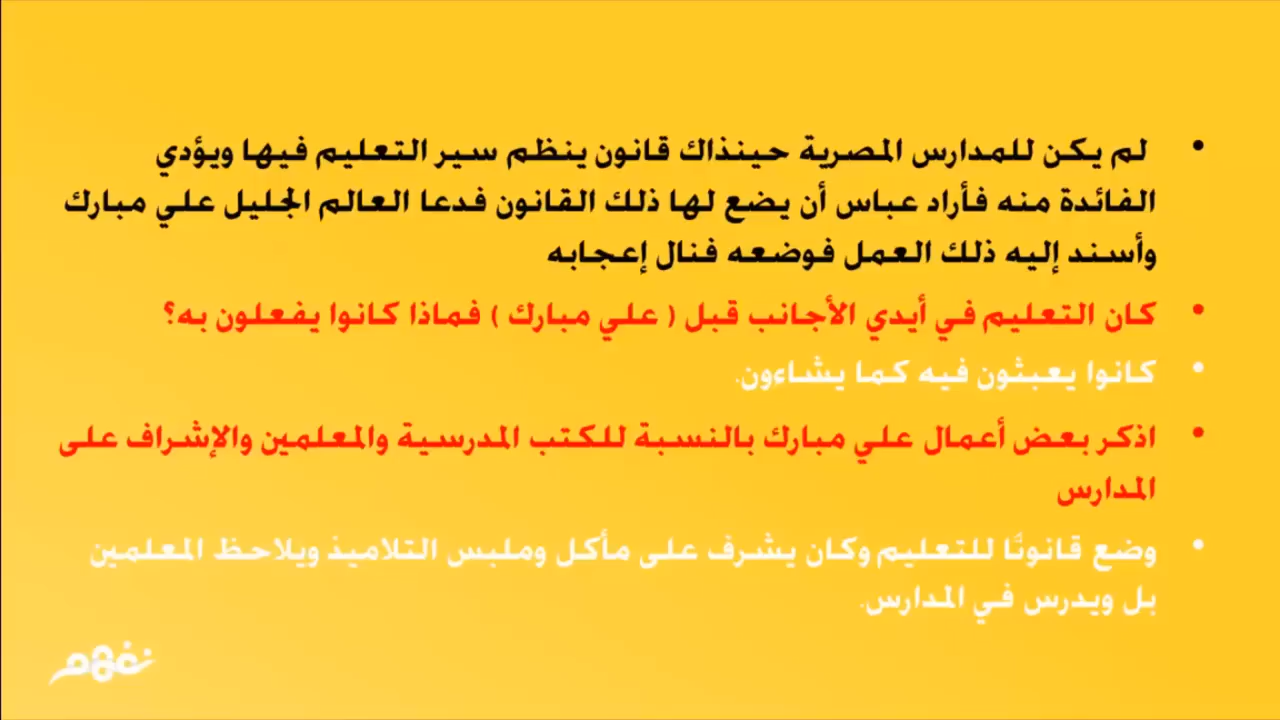 • لم يكن للمدارس المصرية حينذاك قانون ينظم سير التعليم فيها ويؤدي
الفائدة منه فأراد عباس أن يضع لها ذلك القانون فدعا العالم الجليل علي مبارك
وأسند إليه ذلك العمل فوضعه فنال إعجابه
• كان التعليم في أيدي الأجانب قبل ( علي مبارك ) فماذا كانوا يفعلون به؟
• كانوا يعبثون فيه كما يشاءون.
• اذكر بعض أعمال علي مبارك بالنسبة للكتب المدرسية والمعلمين والإشراف على
المدارس
• وضع قانونًا للتعليم وكان يشرف على مأكل وملبس التلاميذ ويلاحظ المعلمين
بل ويدرس في المدارس.
نفهم